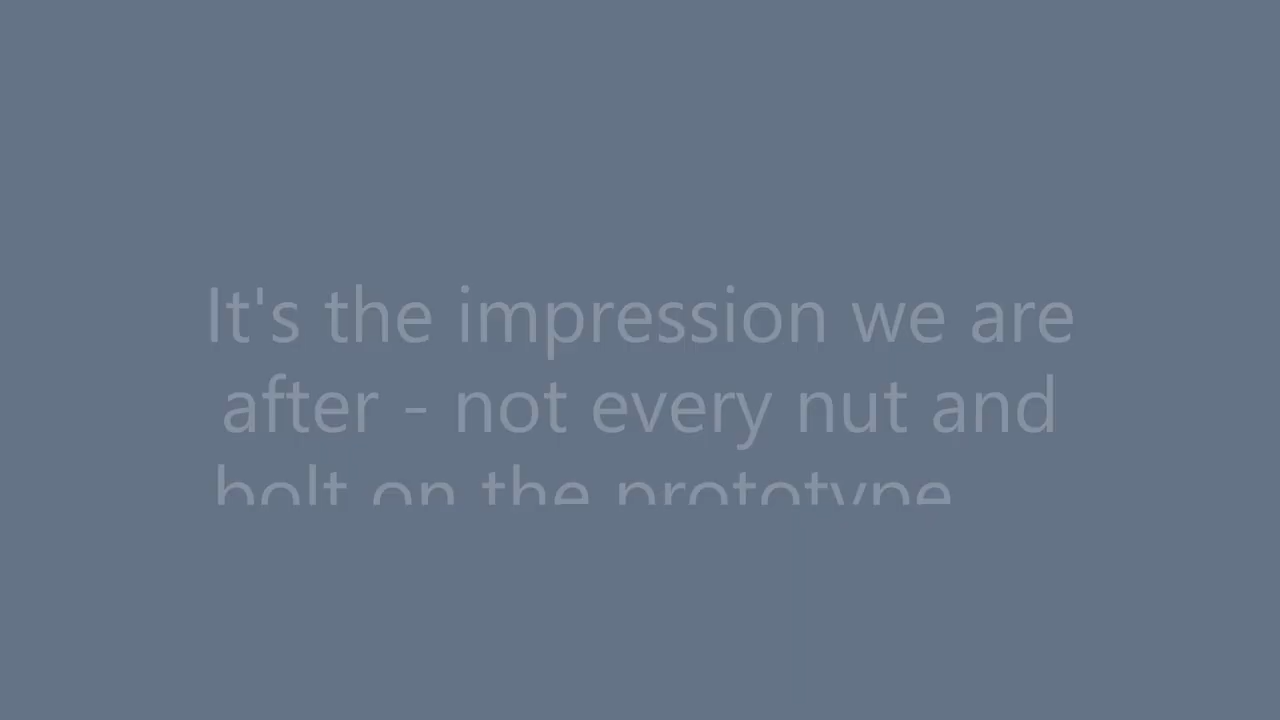 It's the impression we are
after - not every nut and
bolt on the prototype